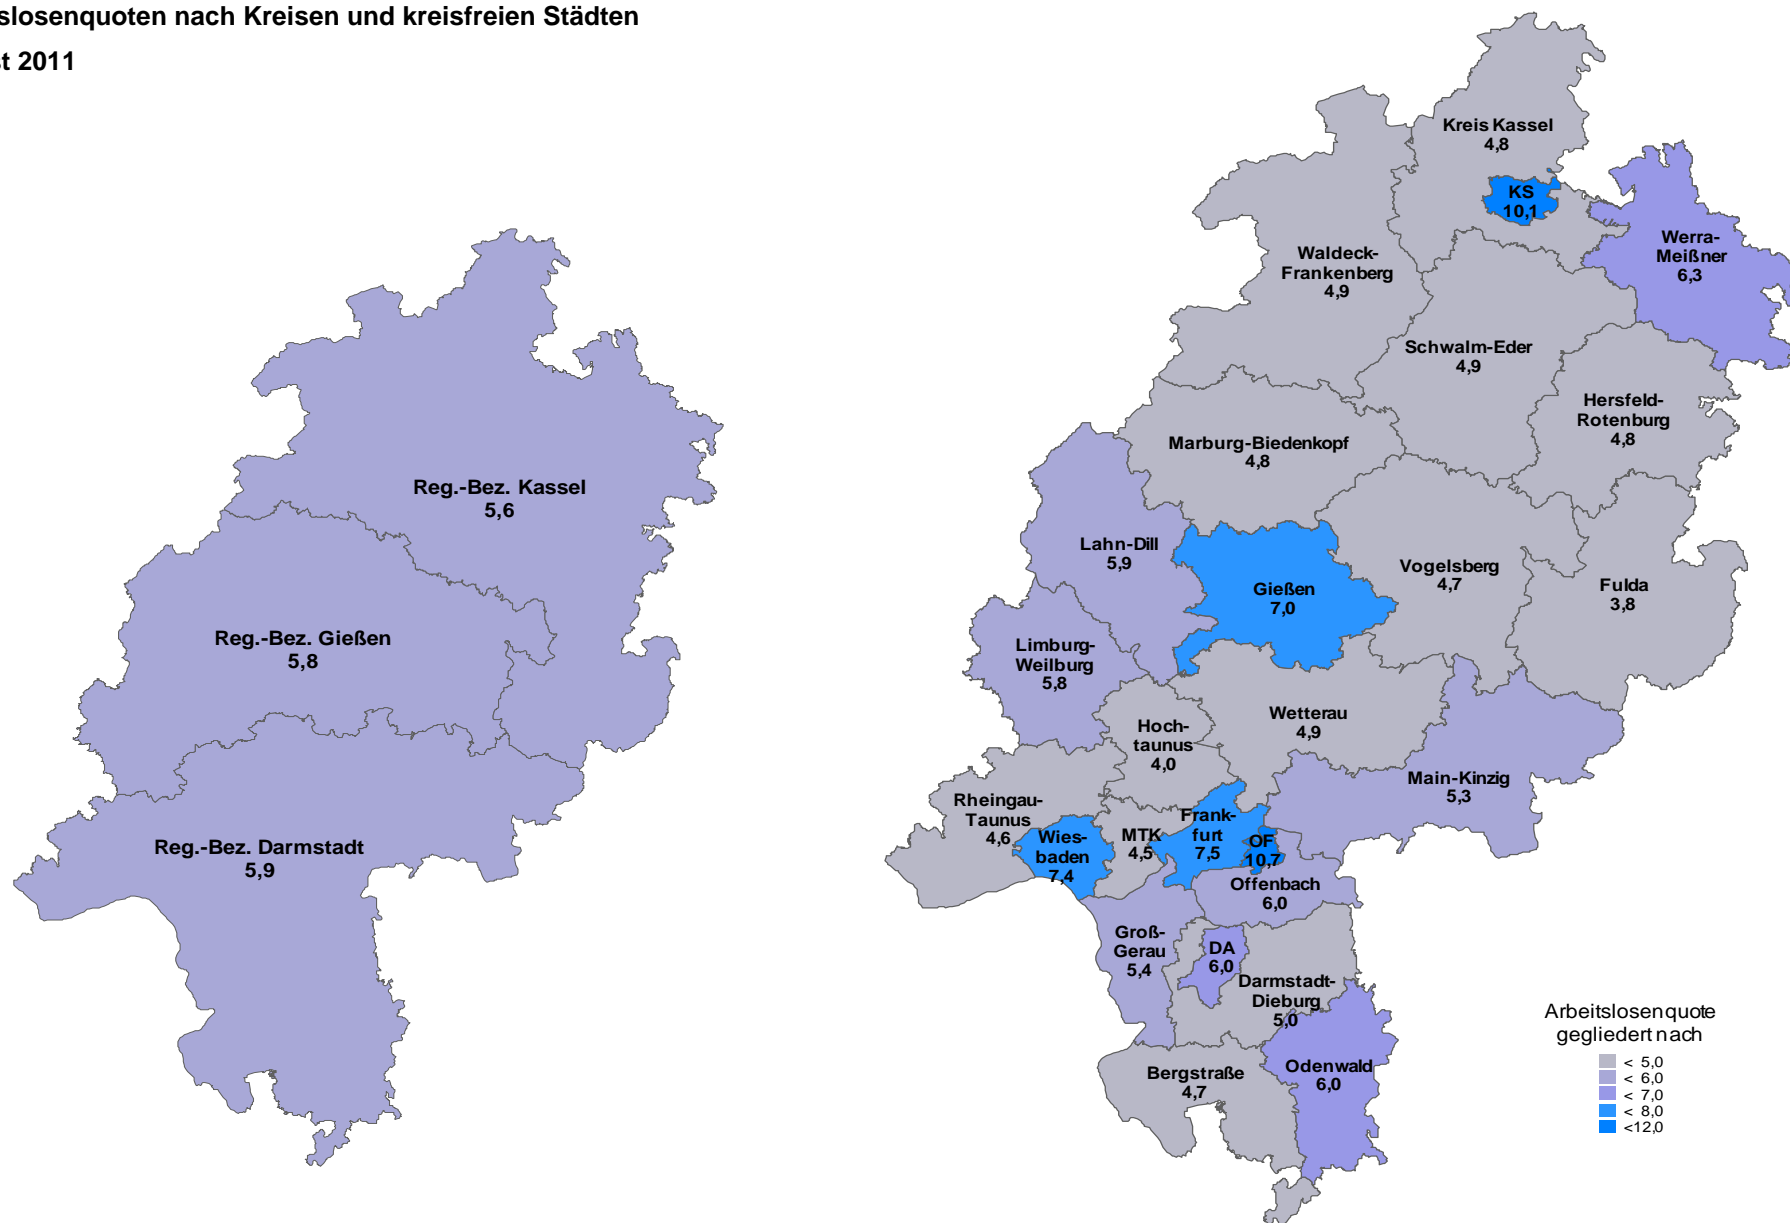 slosenquoten nach Kreisen und kreisfreien Städten
st 2011
Reg.-Bez. Kassel
5,6
Reg.-Bez. Gießen
5,8
Reg.-Bez. Darmstadt
5,9
Kreis Kassel
4,8
KS
10,1
Werra-
Meißner
6,3
Waldeck-
Frankenberg
4,9
Schwalm-Eder
4,9
Hersfeld-
Rotenburg
4,8
Marburg-Biedenkopf
4,8
Lahn-Dill
5,9
Gießen
7,0
Vogelsberg
4,7
Fulda
3,8
Limburg-
Weilburg
5,8
Hoch-
taunus
4,0
Wetterau
4,9
Main-Kinzig
5,3
Rheingau-
Taunus
4,6
Wies-
baden
7,4
MTK
4,5
Frank-
furt
7,5
OF
10,7
Offenbach
6,0
Groß-
Gerau
5,4
DA
6,0
Darmstadt-
Dieburg
5,0
Bergstraße
4,7
Odenwald
6,0
Arbeitslosenquote
gegliedert nach
< 5,0
< 6,0
< 7,0
< 8,0
<12,0